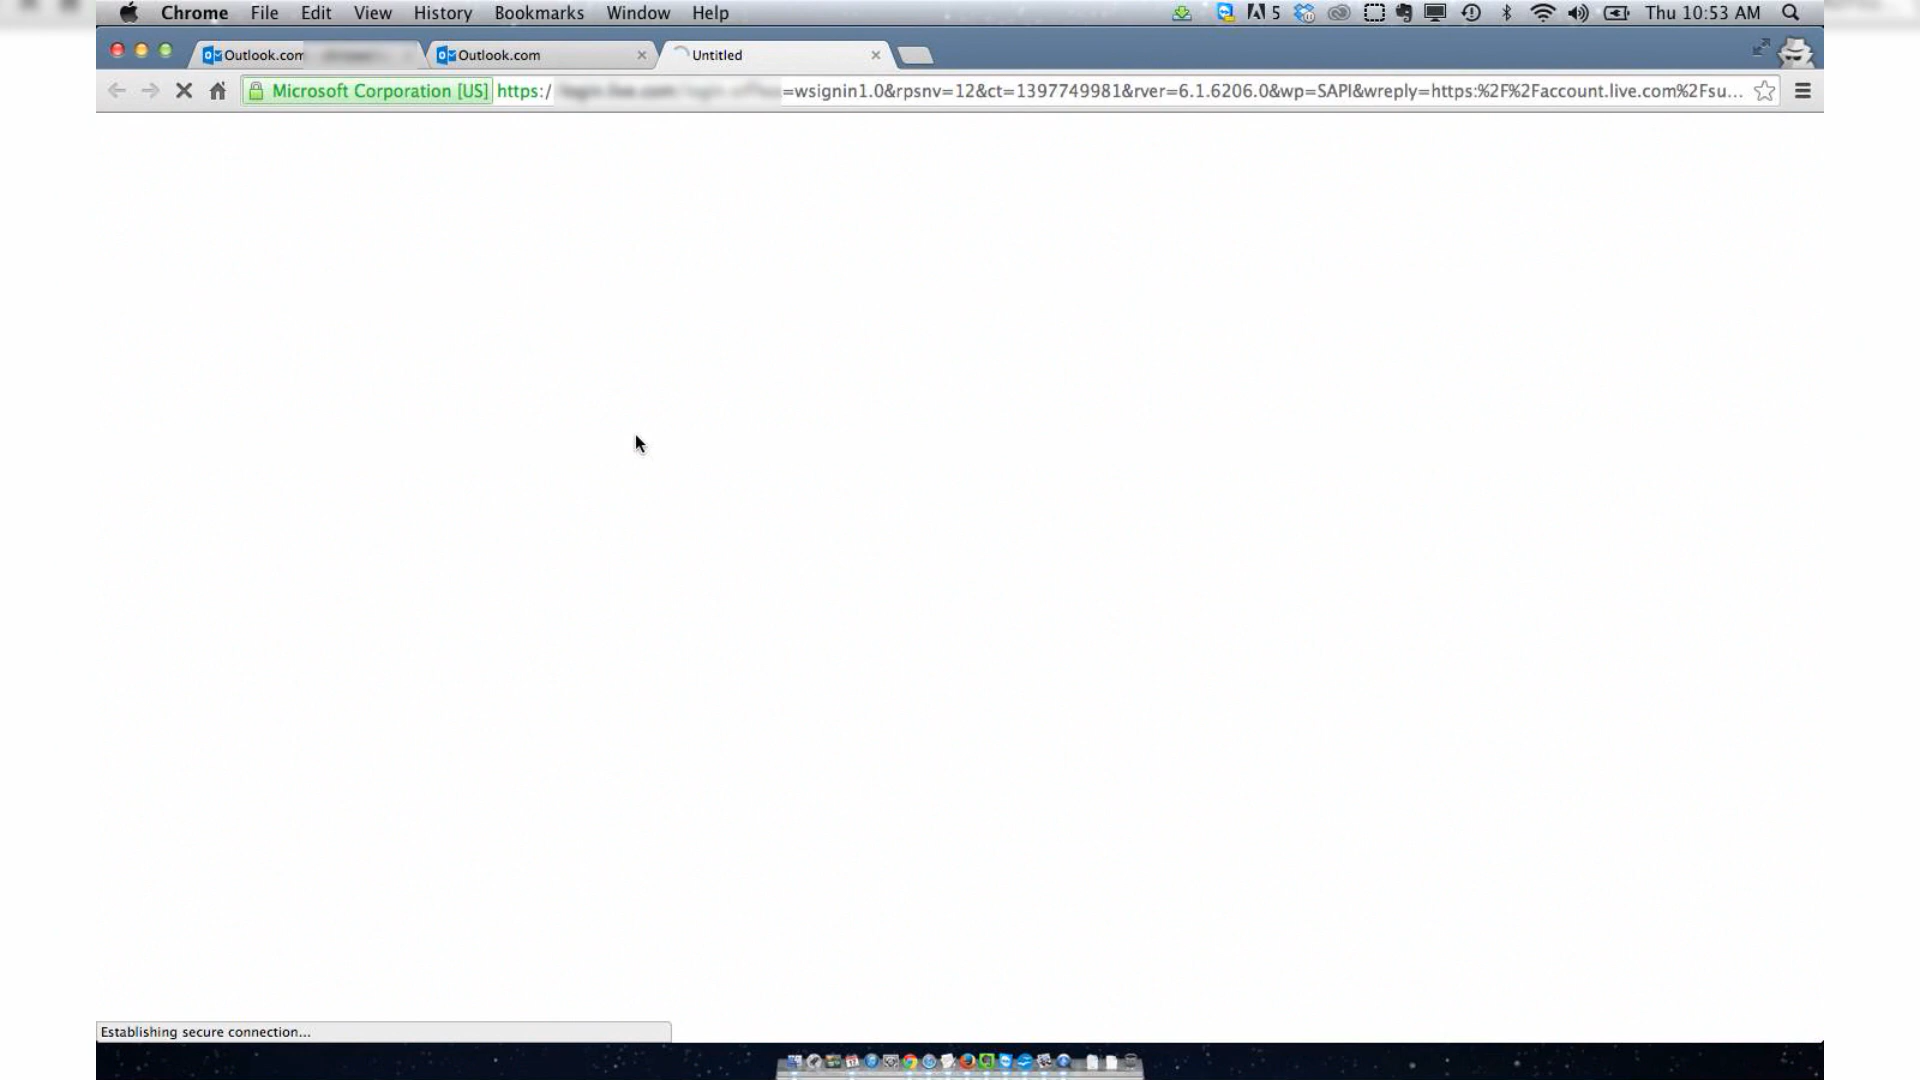 Chrome File Edit View History Bookmarks Window Help 5 Thu 10:53 AM
Outlook.com Outlook.com Untitled
Microsoft Corporation [US] https:/ =wsignin1.0&rpsnv=12&ct=1397749981&rver=6.1.6206.0&wp=SAPI&wreply=https:%2F%2Faccount.live.com%2Fsu...
Establishing secure connection...